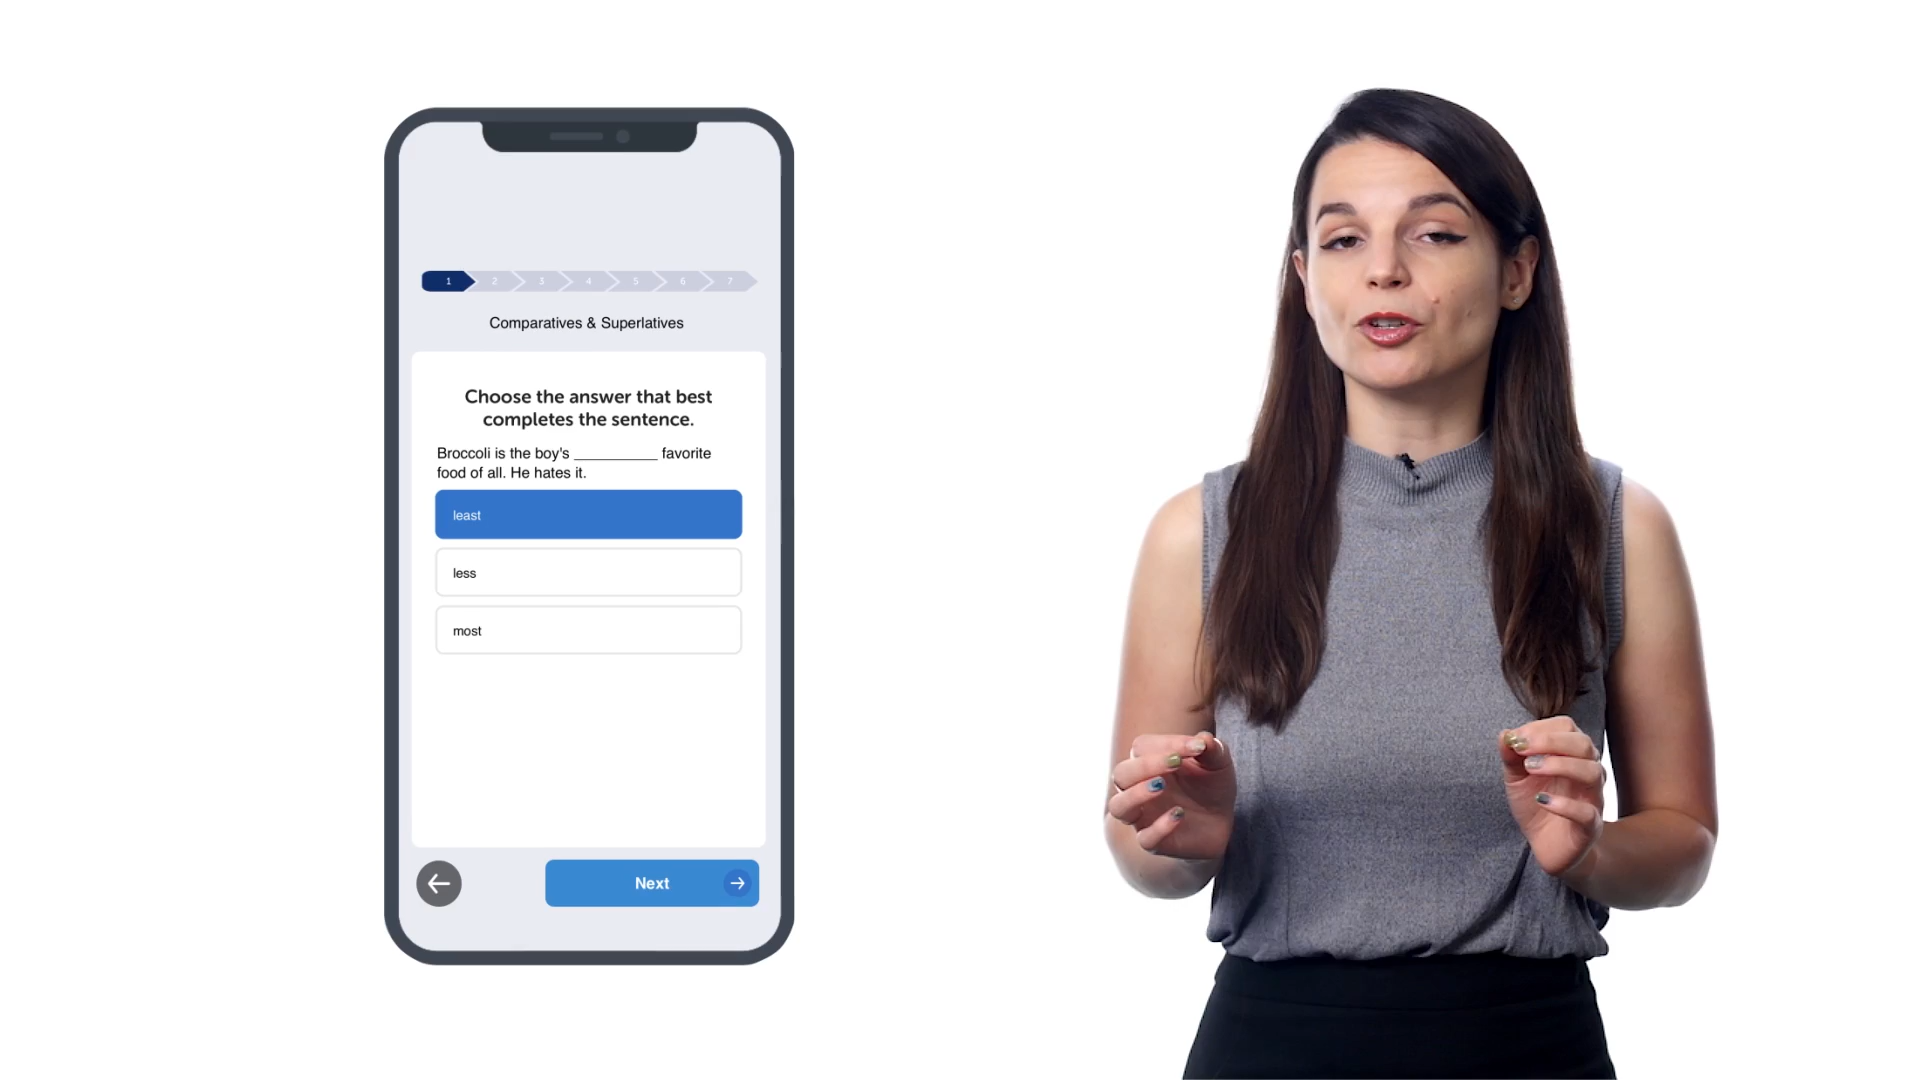 1 2 3 4 5 6 7
Comparatives & Superlatives
Choose the answer that best
completes the sentence.
Broccoli is the boy's __________ favorite
food of all. He hates it.
least
less
most
Next